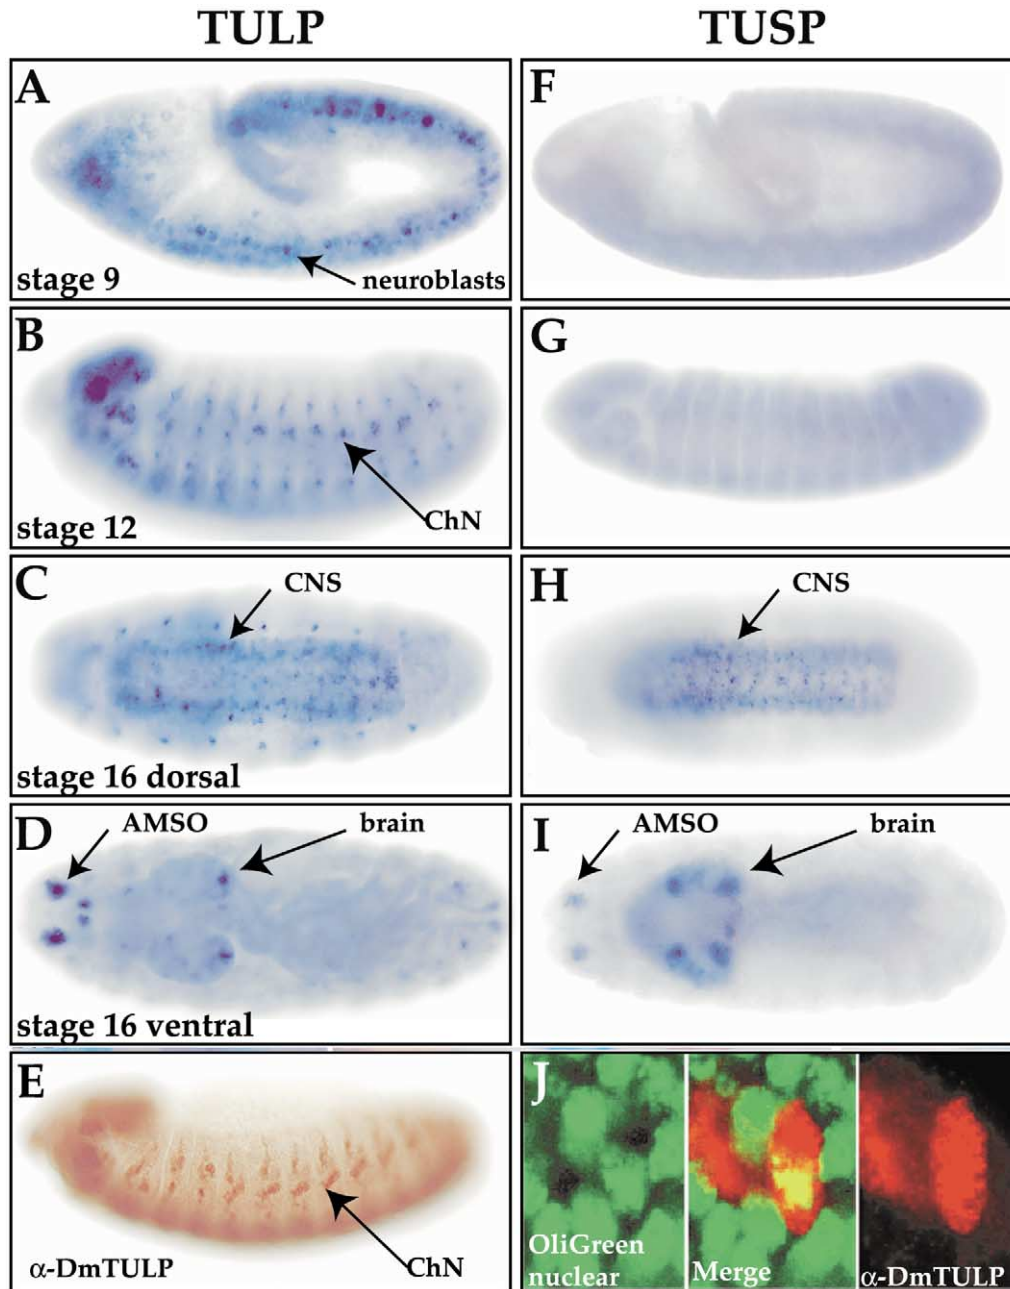 TULP
TUSP
A
stage 9
neuroblasts
F
B
stage 12
ChN
G
C
CNS
stage 16 dorsal
H
CNS
D
AMSO
brain
stage 16 ventral
I
AMSO
brain
E
α-DmTULP
ChN
J
OliGreen
nuclear
Merge
α-DmTULP